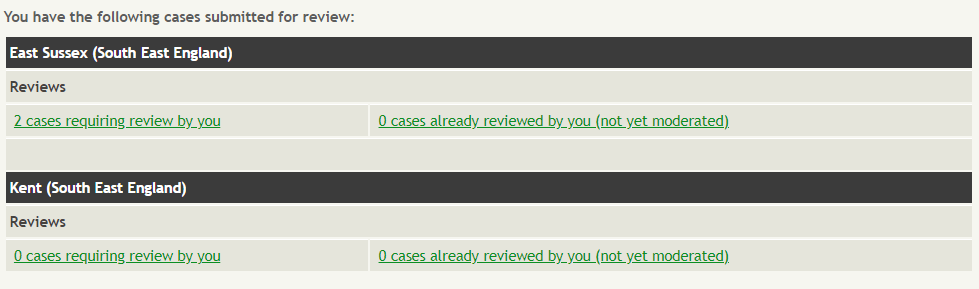 You have the following cases submitted for review:
East Sussex (South East England)
Reviews
2 cases requiring review by you
0 cases already reviewed by you (not yet moderated)
Kent (South East England)
Reviews
0 cases requiring review by you
0 cases already reviewed by you (not yet moderated)